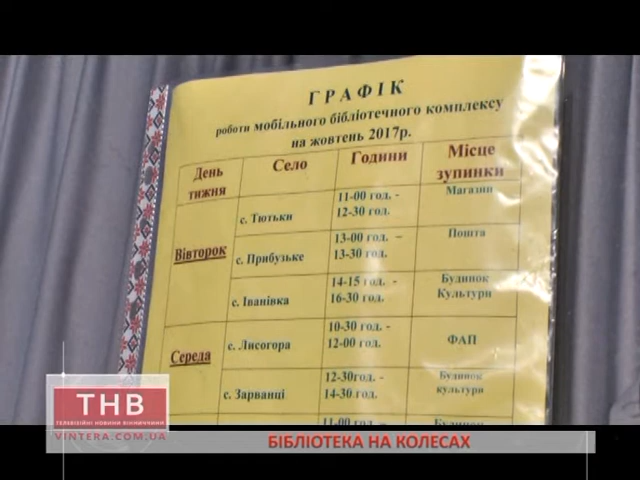 ГРАФІК
роботи мобільного бібліотечного комплексу
на жовтень 2017р.
День тижня
Село
Години
Місце зупинки
Вівторок
с. Тютьки
11-00 год. - 12-30 год.
Магазин
с. Прибузьке
13-00 год. – 13-30 год.
Пошта
с. Іванівка
14-15 год. - 16-30 год.
Будинок Культури
Середа
с. Лисогора
10-30 год. - 12-00 год.
ФАП
с. Зарванці
12-30год. - 14-30 год.
Будинок культури
11-00 год. -
Будинок
ТНВ
ТЕЛЕВІЗІЙНІ НОВИНИ ВІННИЧЧИНИ
VINTERA.COM.UA
БІБЛІОТЕКА НА КОЛЕСАХ